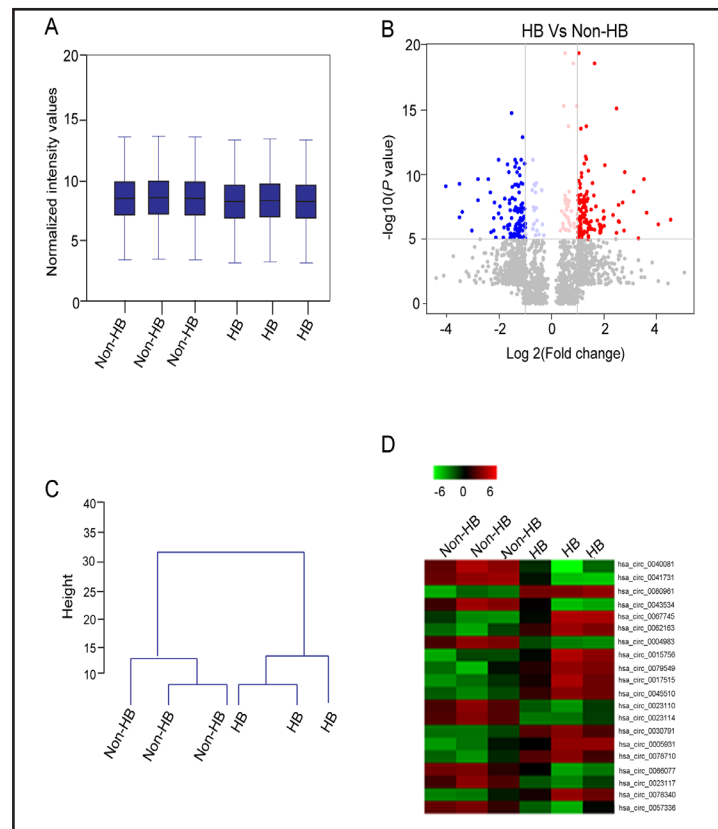 A
Normalized intensity values
20
15
10
5
0
Non-HB
Non-HB
Non-HB
HB
HB
HB
B
HB Vs Non-HB
-log10(P value)
20
15
10
5
0
-4
-2
0
2
4
Log 2(Fold change)
C
Height
40
35
30
25
20
15
10
Non-HB
Non-HB
Non-HB
HB
HB
HB
D
-6 0 6
Non-HB
Non-HB
Non-HB
HB
HB
HB
hsa_circ_0040081
hsa_circ_0041731
hsa_circ_0080961
hsa_circ_0043534
hsa_circ_0067745
hsa_circ_0062163
hsa_circ_0004983
hsa_circ_0015756
hsa_circ_0079549
hsa_circ_0017515
hsa_circ_0045510
hsa_circ_0023110
hsa_circ_0023114
hsa_circ_0030791
hsa_circ_0005931
hsa_circ_0078710
hsa_circ_0066077
hsa_circ_0023117
hsa_circ_0078340
hsa_circ_0057336